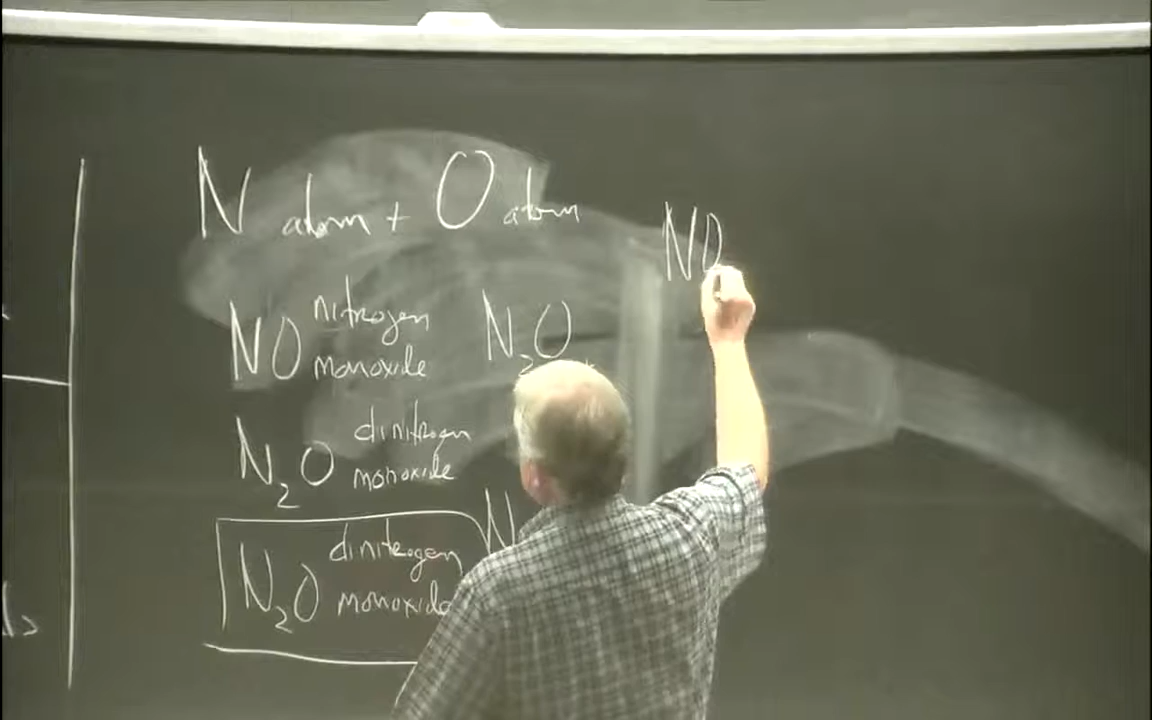 N atom + O atom
NO nitrogen monoxide
N₂O dinitrogen monoxide
N₂O dinitrogen monoxide
N₂O
N
NO